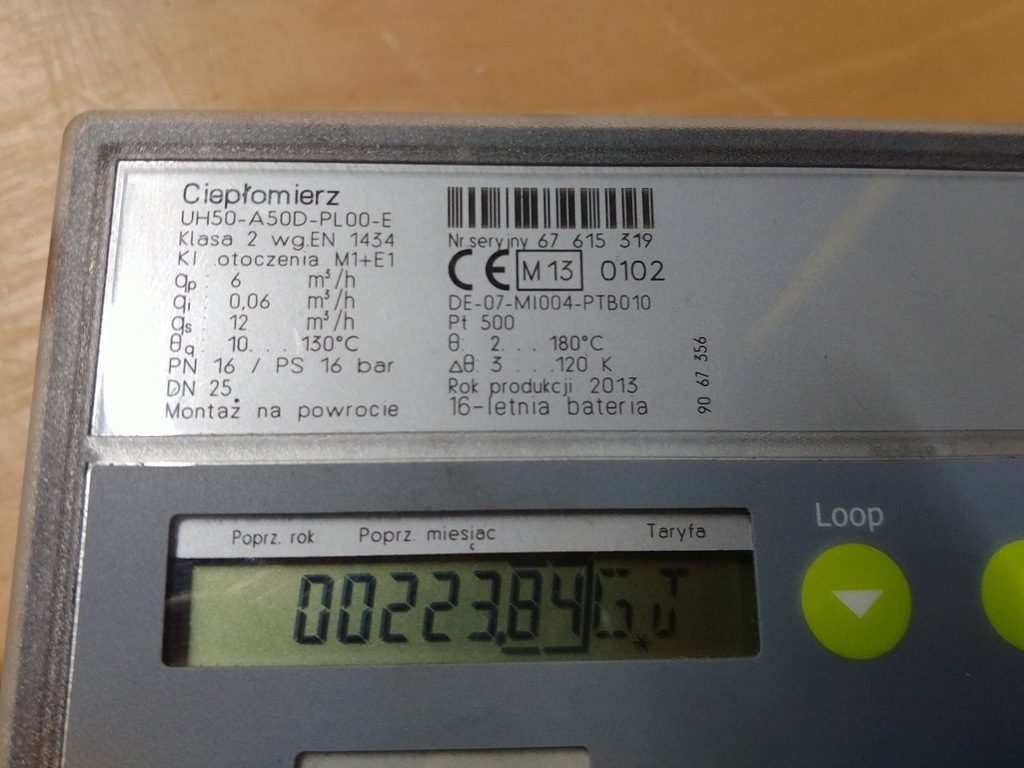 Ciepłomierz
UH50-A50D-PL00-E
Klasa 2 wg.EN 1434
Kl. otoczenia M1+E1
qp : 6 m³/h
qi : 0,06 m³/h
qs : 12 m³/h
θq : 10... 130°C
PN 16 / PS 16 bar
DN 25
Montaż na powrocie
Nr.seryjny 67 615 319
CE M13 0102
DE-07-MI004-PTB010
Pt 500
θ: 2... 180°C
Δθ: 3 ...120 K
Rok produkcji 2013
16-letnia bateria
90 67 356
Poprz. rok Poprz. miesiąc Taryfa
00223.84 GJ
Loop